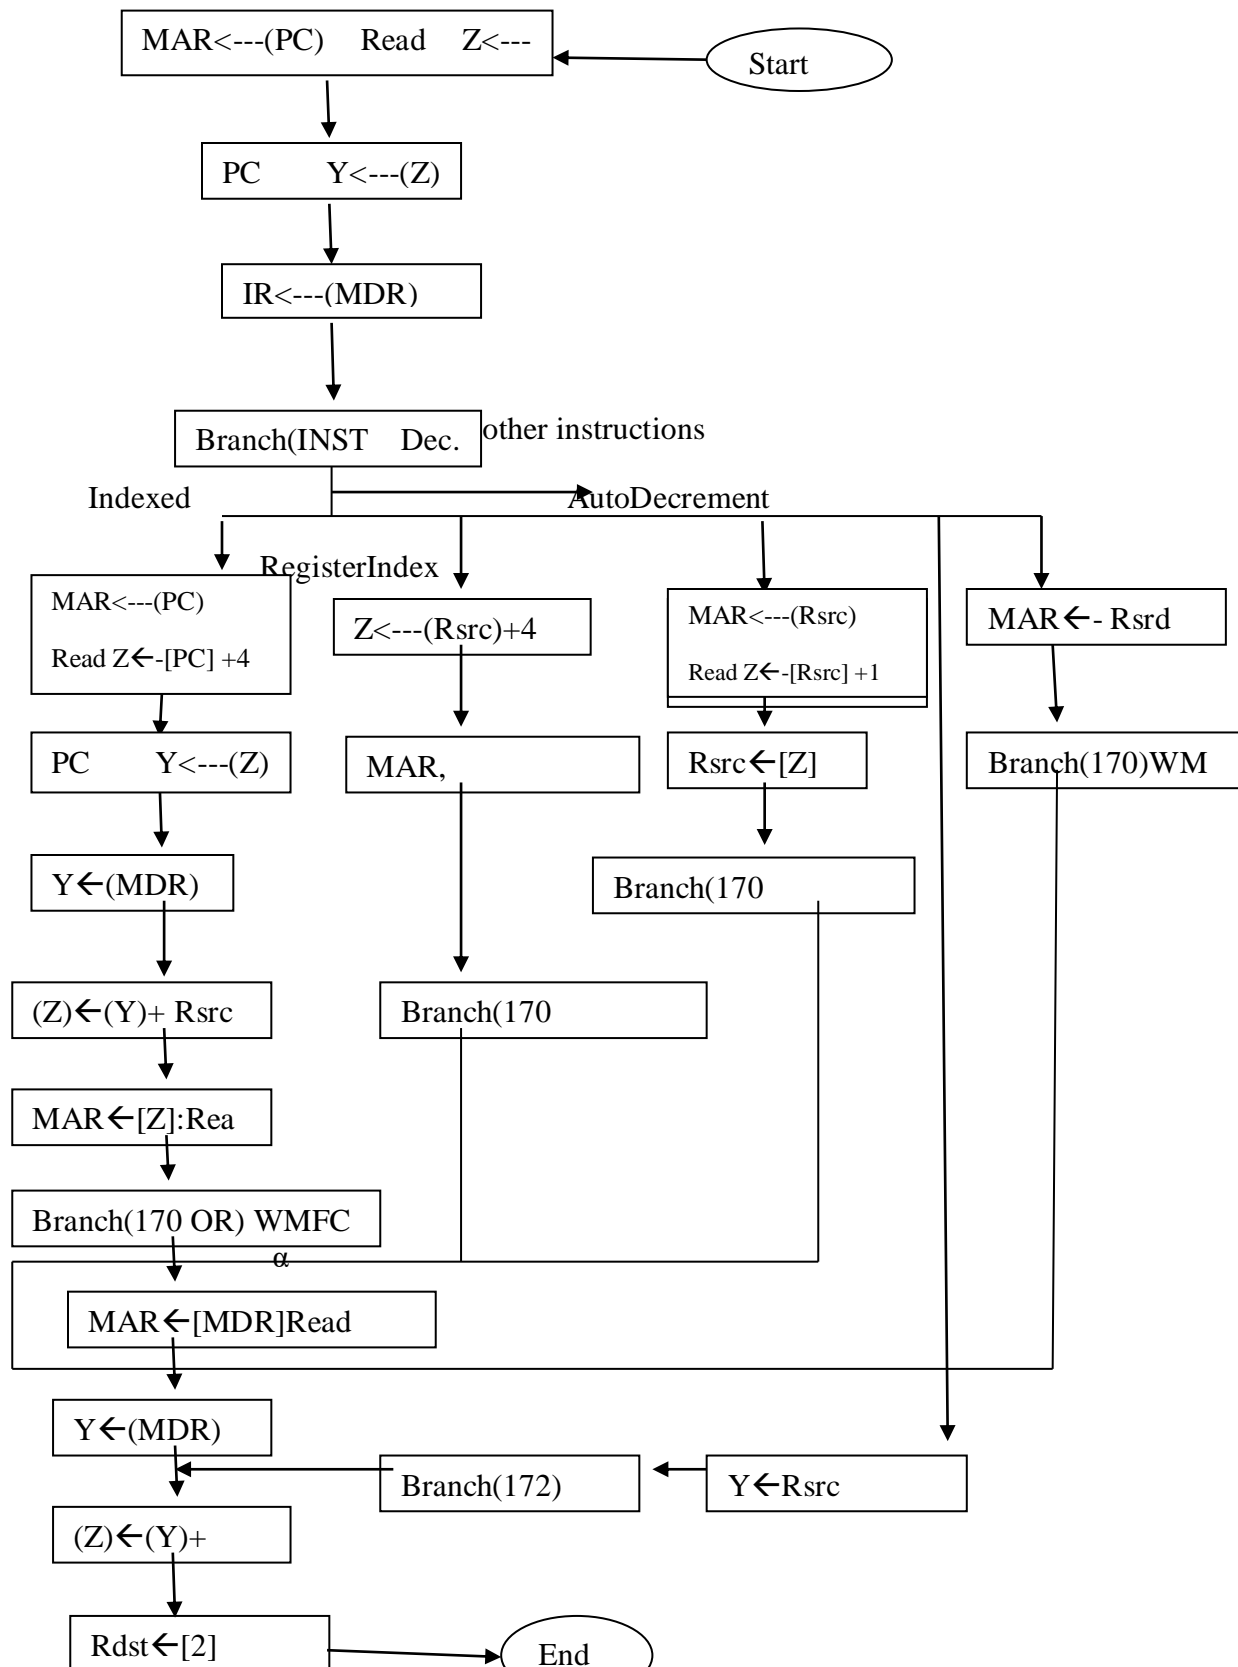 MAR<---(PC) Read Z<---
Start
PC Y<---(Z)
IR<---(MDR)
Branch(INST Dec.
other instructions
Indexed
AutoDecrement
RegisterIndex
MAR<---(PC)
Read Z←-[PC] +4
Z<---(Rsrc)+4
MAR<---(Rsrc)
Read Z←-[Rsrc] +1
MAR←- Rsrd
PC Y<---(Z)
MAR,
Rsrc←[Z]
Branch(170)WM
Y←(MDR)
Branch(170
(Z)←(Y)+ Rsrc
Branch(170
MAR←[Z]:Rea
Branch(170 OR) WMFC
α
MAR←[MDR]Read
Y←(MDR)
Branch(172)
Y←Rsrc
(Z)←(Y)+
Rdst←[2]
End